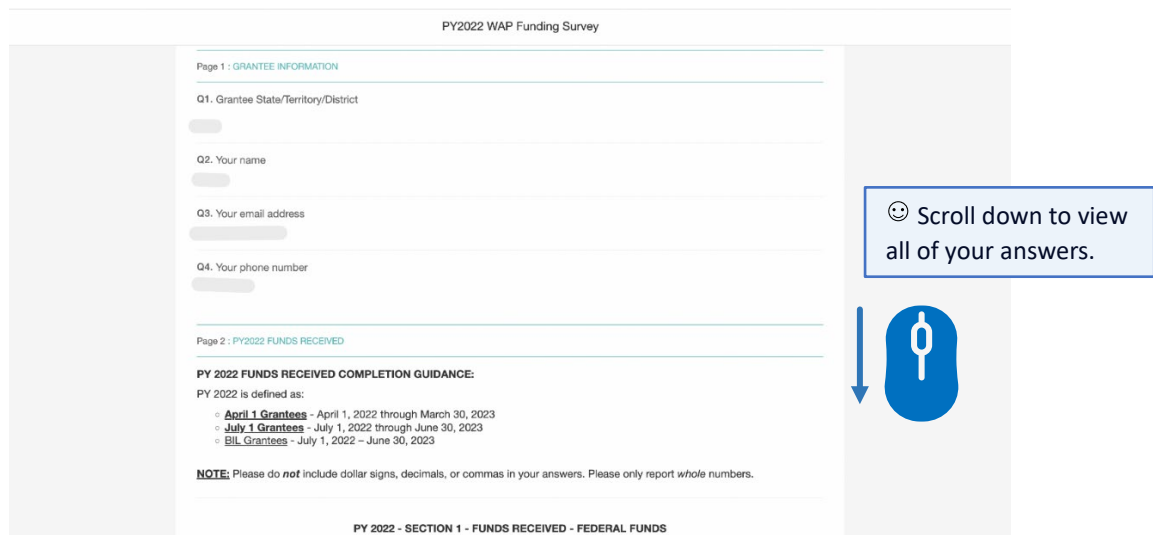 PY2022 WAP Funding Survey
Page 1 : GRANTEE INFORMATION
Q1. Grantee State/Territory/District
Q2. Your name
Q3. Your email address
Q4. Your phone number
☺ Scroll down to view
all of your answers.
Page 2 : PY2022 FUNDS RECEIVED
PY 2022 FUNDS RECEIVED COMPLETION GUIDANCE:
PY 2022 is defined as:
◦ April 1 Grantees - April 1, 2022 through March 30, 2023
◦ July 1 Grantees - July 1, 2022 through June 30, 2023
◦ BIL Grantees - July 1, 2022 – June 30, 2023
NOTE: Please do not include dollar signs, decimals, or commas in your answers. Please only report whole numbers.
PY 2022 - SECTION 1 - FUNDS RECEIVED - FEDERAL FUNDS